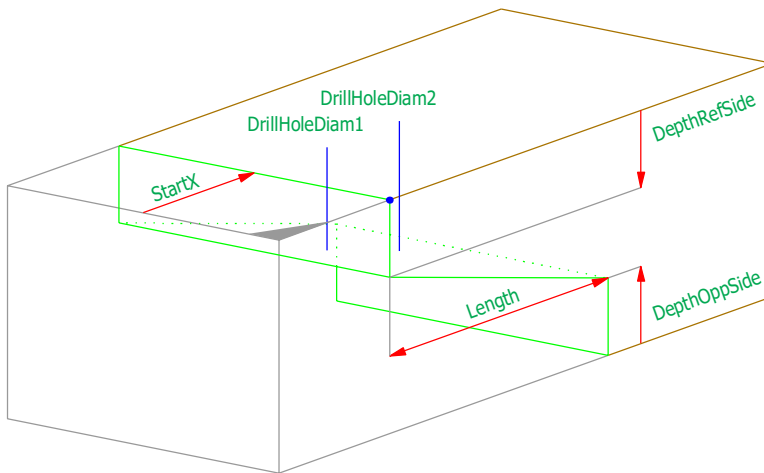 DrillHoleDiam2
DrillHoleDiam1
DepthRefSide
StartX
Length
DepthOppSide